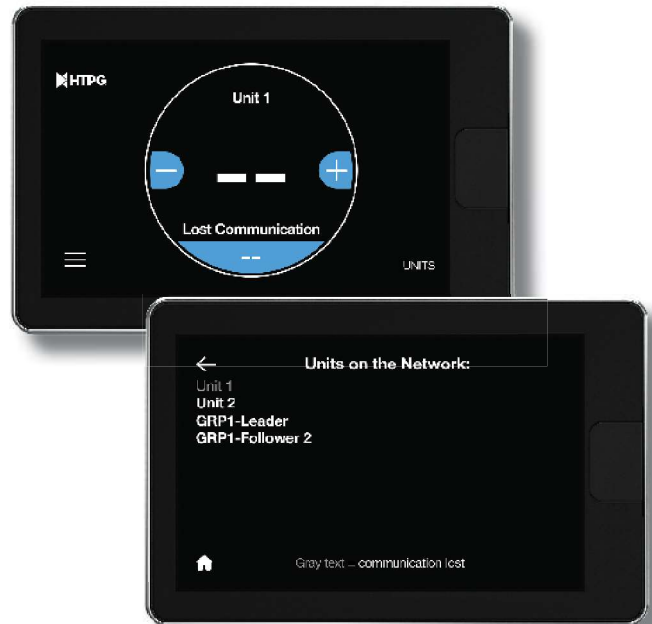 HTPG
Unit 1
– –
Lost Communication
--
UNITS
Units on the Network:
Unit 1
Unit 2
GRP1-Leader
GRP1-Follower 2
Gray text = communication lost